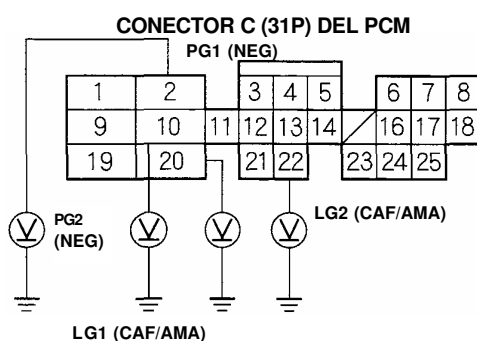 CONECTOR C (31P) DEL PCM
PG1 (NEG)
1 2 3 4 5 6 7 8
9 10 11 12 13 14 16 17 18
19 20 21 22 23 24 25
V V V V
PG2
(NEG)
LG2 (CAF/AMA)
LG1 (CAF/AMA)